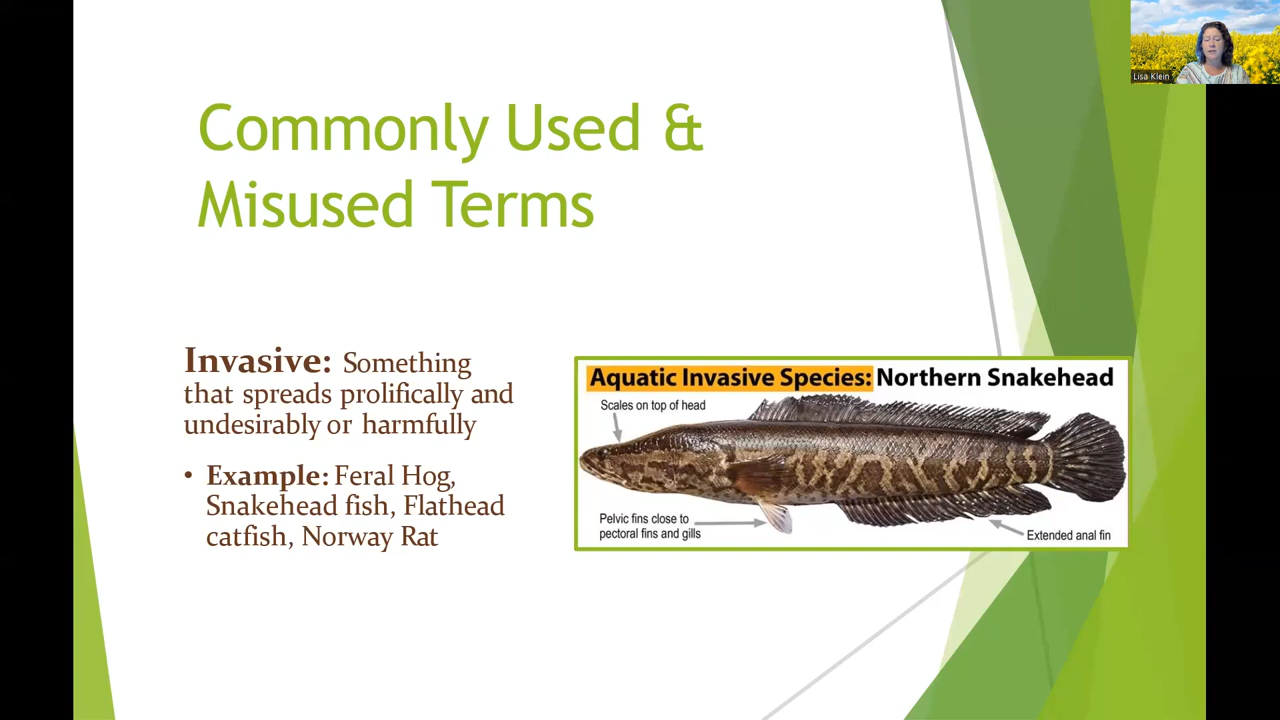 Commonly Used &
Misused Terms
Lisa Klein
Invasive: Something
that spreads prolifically and
undesirably or harmfully
• Example: Feral Hog,
Snakehead fish, Flathead
catfish, Norway Rat
Aquatic Invasive Species: Northern Snakehead
Scales on top of head
Pelvic fins close to
pectoral fins and gills
Extended anal fin